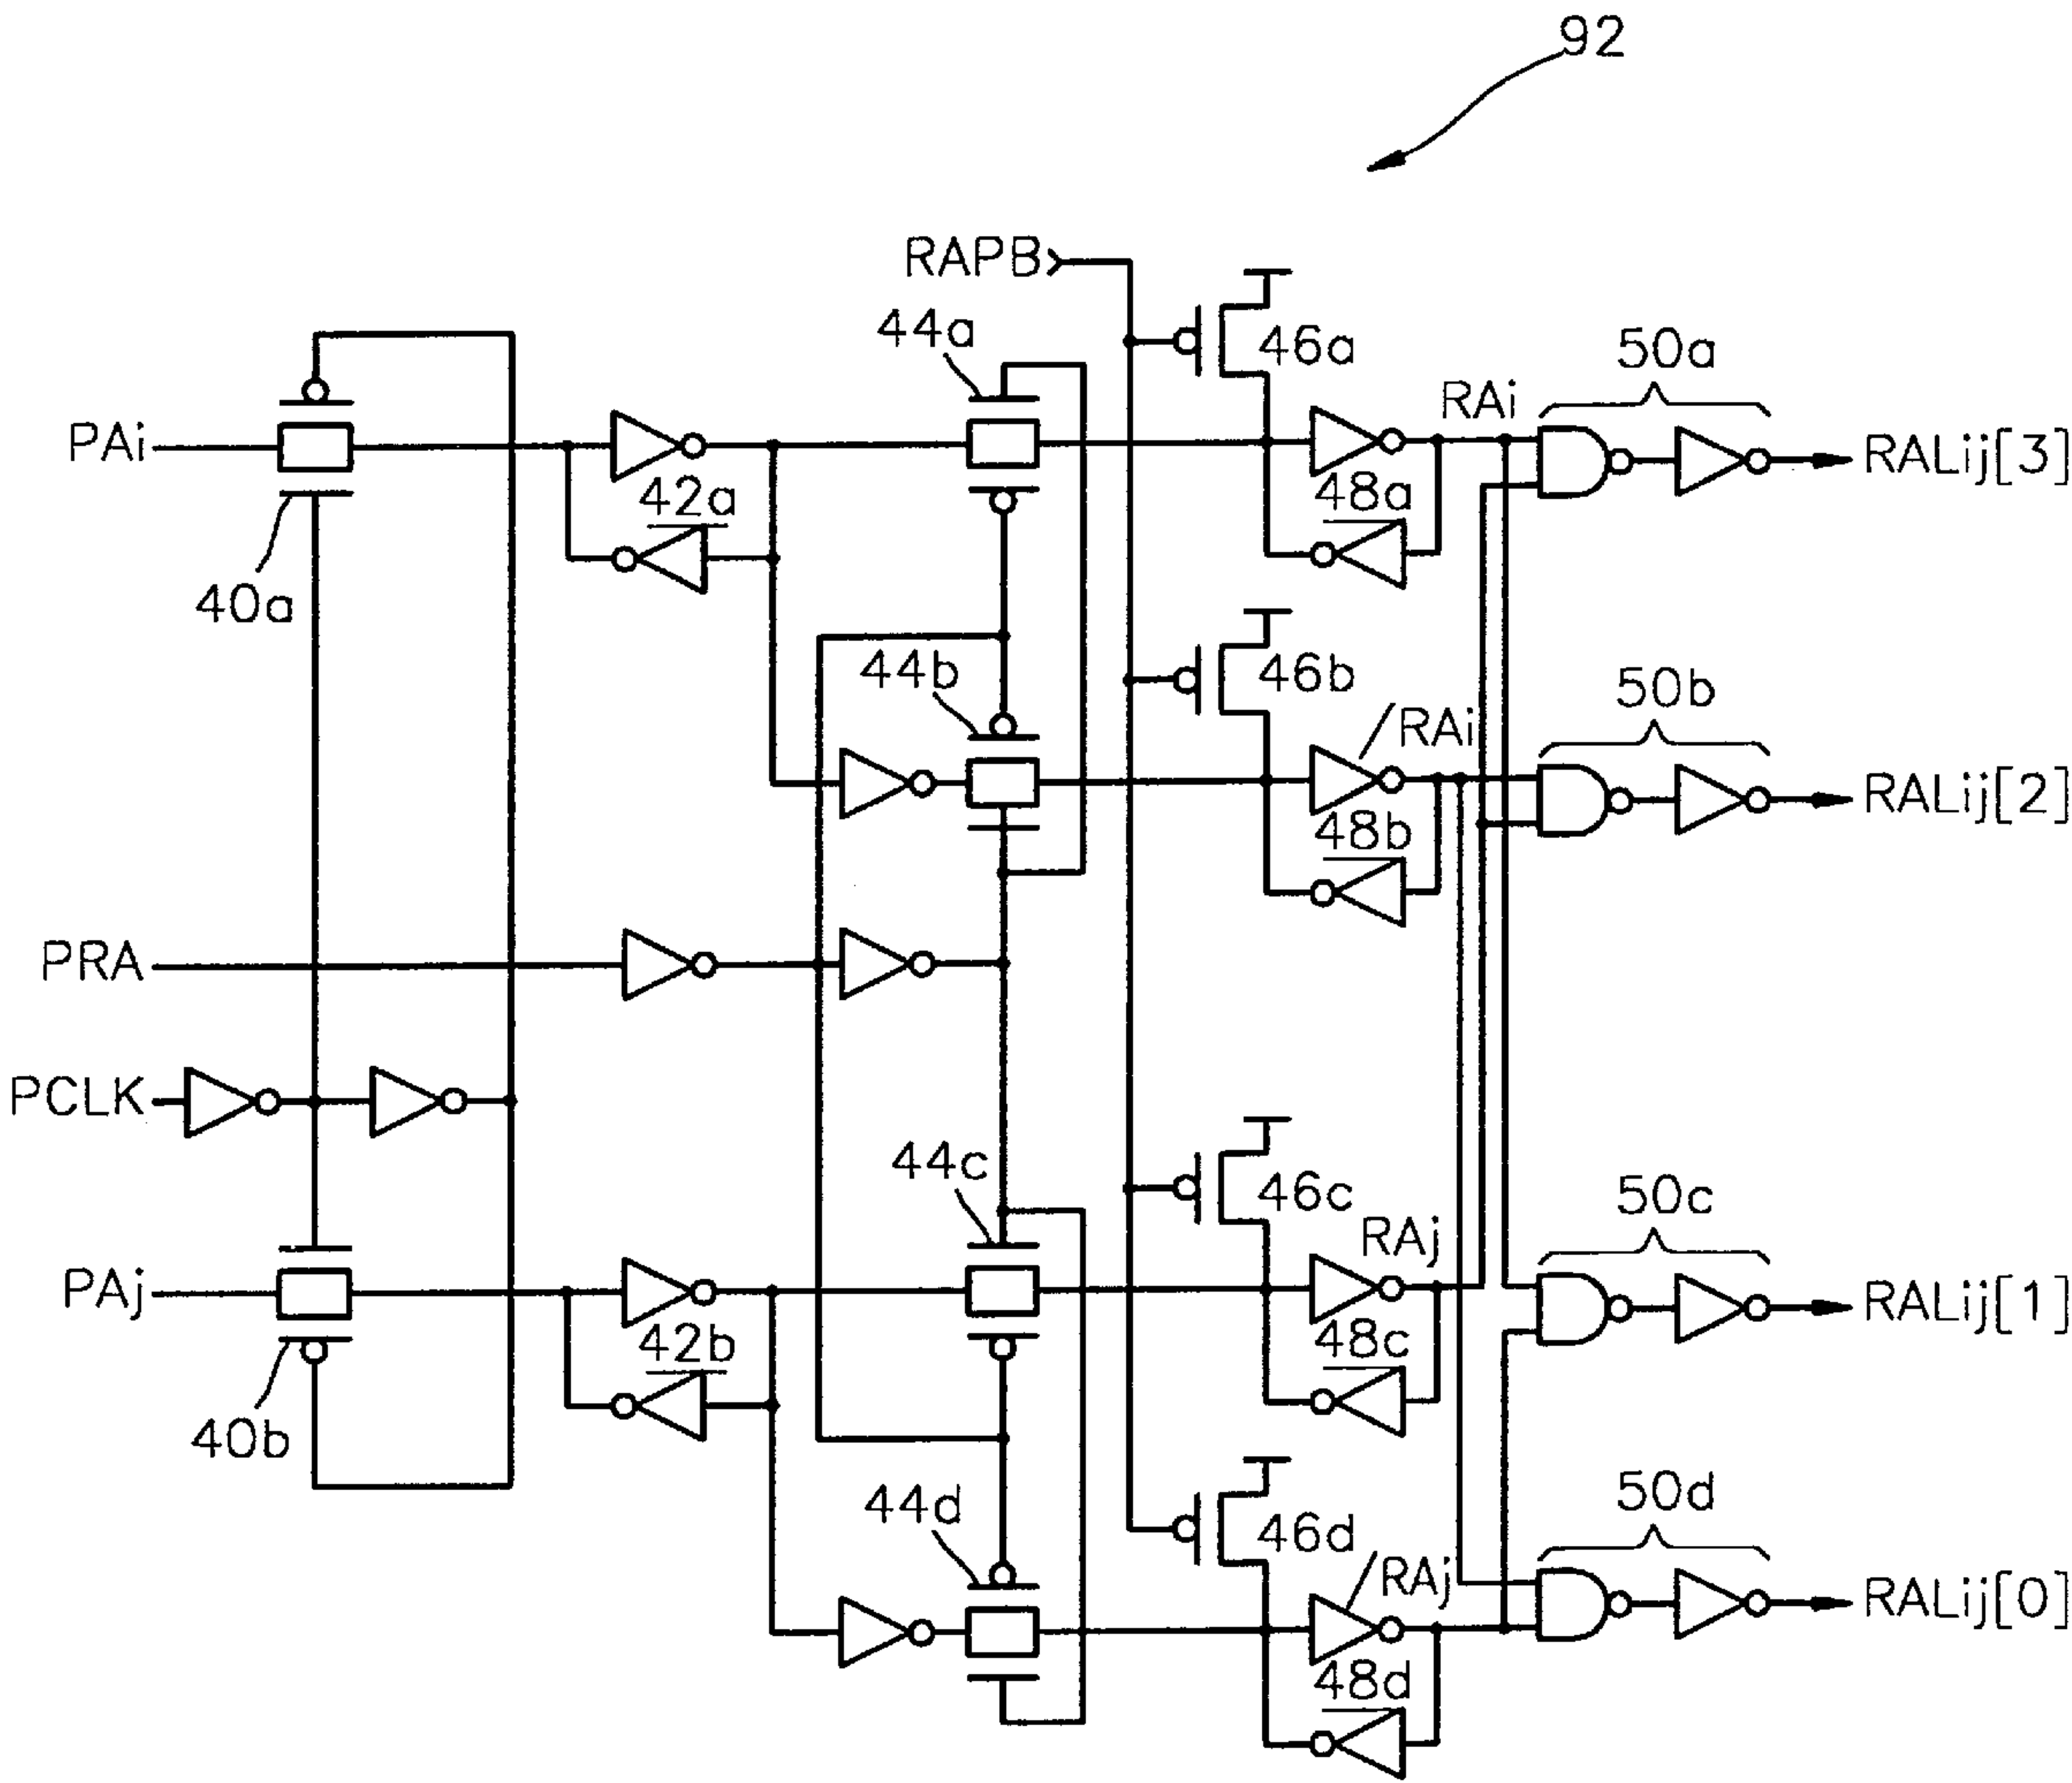 92
RAPB
44a
46a
50a
PAi
RAi
RALij[3]
42a
48a
40a
44b
46b
50b
/RAi
RALij[2]
48b
PRA
PCLK
44c
46c
50c
RAj
PAj
RALij[1]
42b
48c
40b
44d
46d
50d
/RAj
RALij[0]
48d